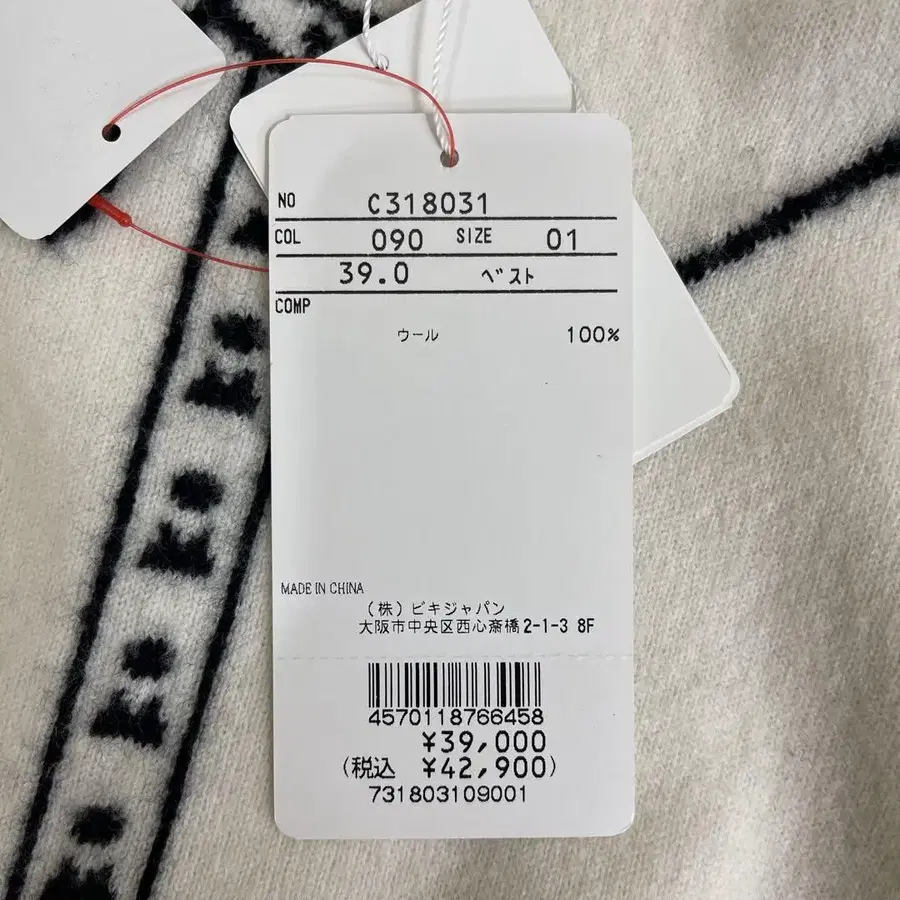 NO C318031
COL 090 SIZE 01
39.0 ベスト
COMP
ウール 100%
MADE IN CHINA
(株)ビキジャパン
大阪市中央区西心斎橋2-1-3 8F
4570118766458
¥39,000
(税込 ¥42,900)
731803109001